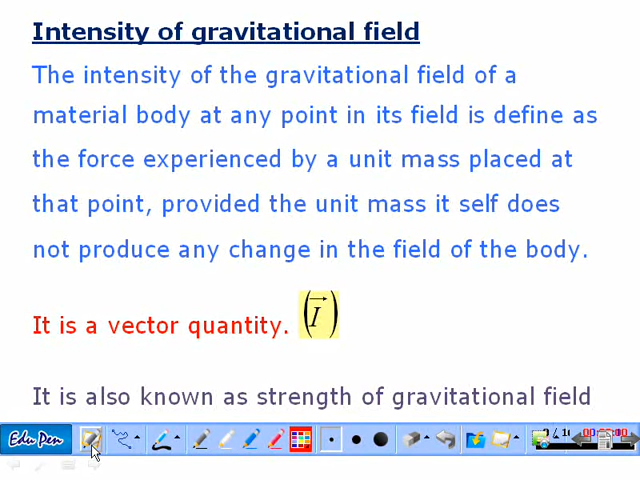 Intensity of gravitational field
The intensity of the gravitational field of a
material body at any point in its field is define as
the force experienced by a unit mass placed at
that point, provided the unit mass it self does
not produce any change in the field of the body.
It is a vector quantity. (I⃗)
It is also known as strength of gravitational field
Edu Pen